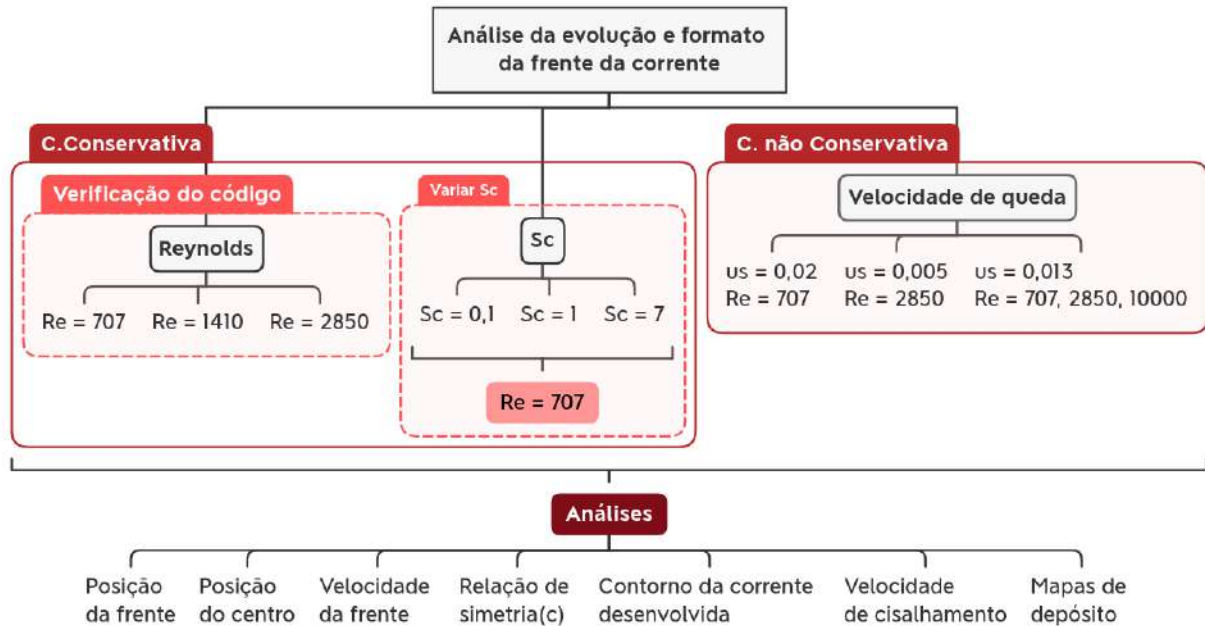 Análise da evolução e formato
da frente da corrente
C.Conservativa
C. não Conservativa
Verificação do código
Variar Sc
Velocidade de queda
Reynolds
Sc
us = 0,02 us = 0,005 us = 0,013
Re = 707 Re = 2850 Re = 707, 2850, 10000
Re = 707 Re = 1410 Re = 2850
Sc = 0,1 Sc = 1 Sc = 7
Re = 707
Análises
Posição
da frente
Posição
do centro
Velocidade
da frente
Relação de
simetria(c)
Contorno da corrente
desenvolvida
Velocidade
de cisalhamento
Mapas de
depósito